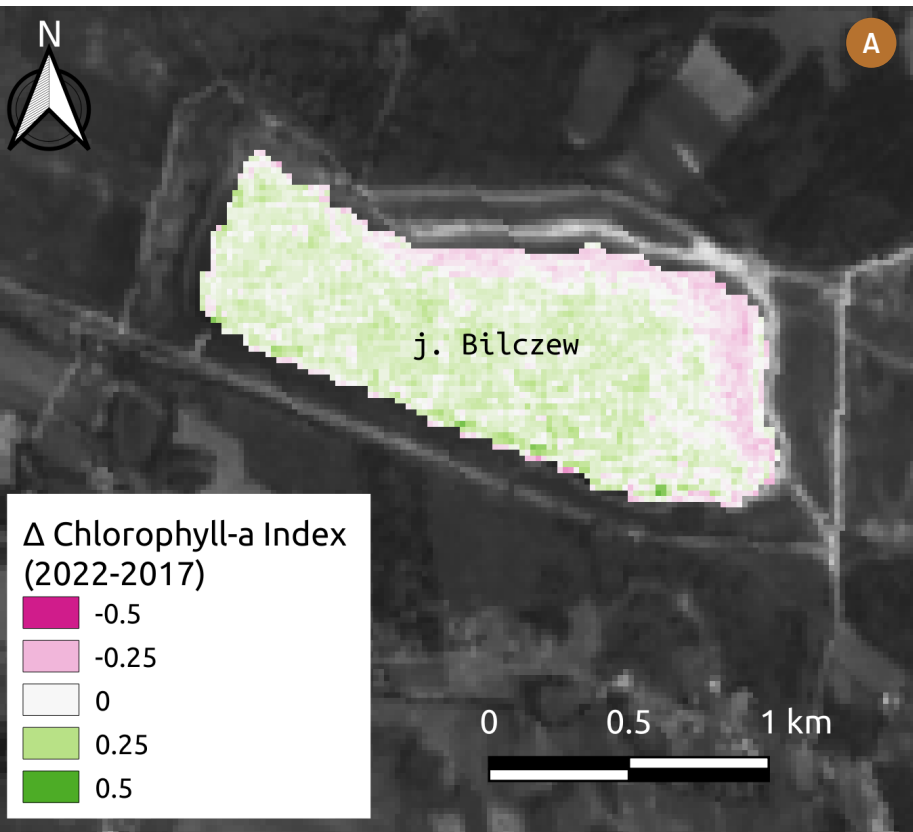 N
A
j. Bilczew
Δ Chlorophyll-a Index
(2022-2017)
-0.5
-0.25
0
0.25
0.5
0 0.5 1 km